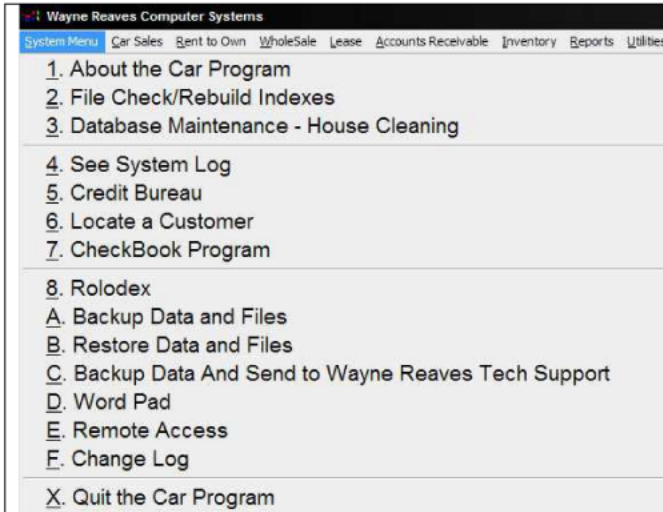 Wayne Reaves Computer Systems
System Menu Car Sales Rent to Own WholeSale Lease Accounts Receivable Inventory Reports Utilities
1. About the Car Program
2. File Check/Rebuild Indexes
3. Database Maintenance - House Cleaning
4. See System Log
5. Credit Bureau
6. Locate a Customer
7. CheckBook Program
8. Rolodex
A. Backup Data and Files
B. Restore Data and Files
C. Backup Data And Send to Wayne Reaves Tech Support
D. Word Pad
E. Remote Access
F. Change Log
X. Quit the Car Program